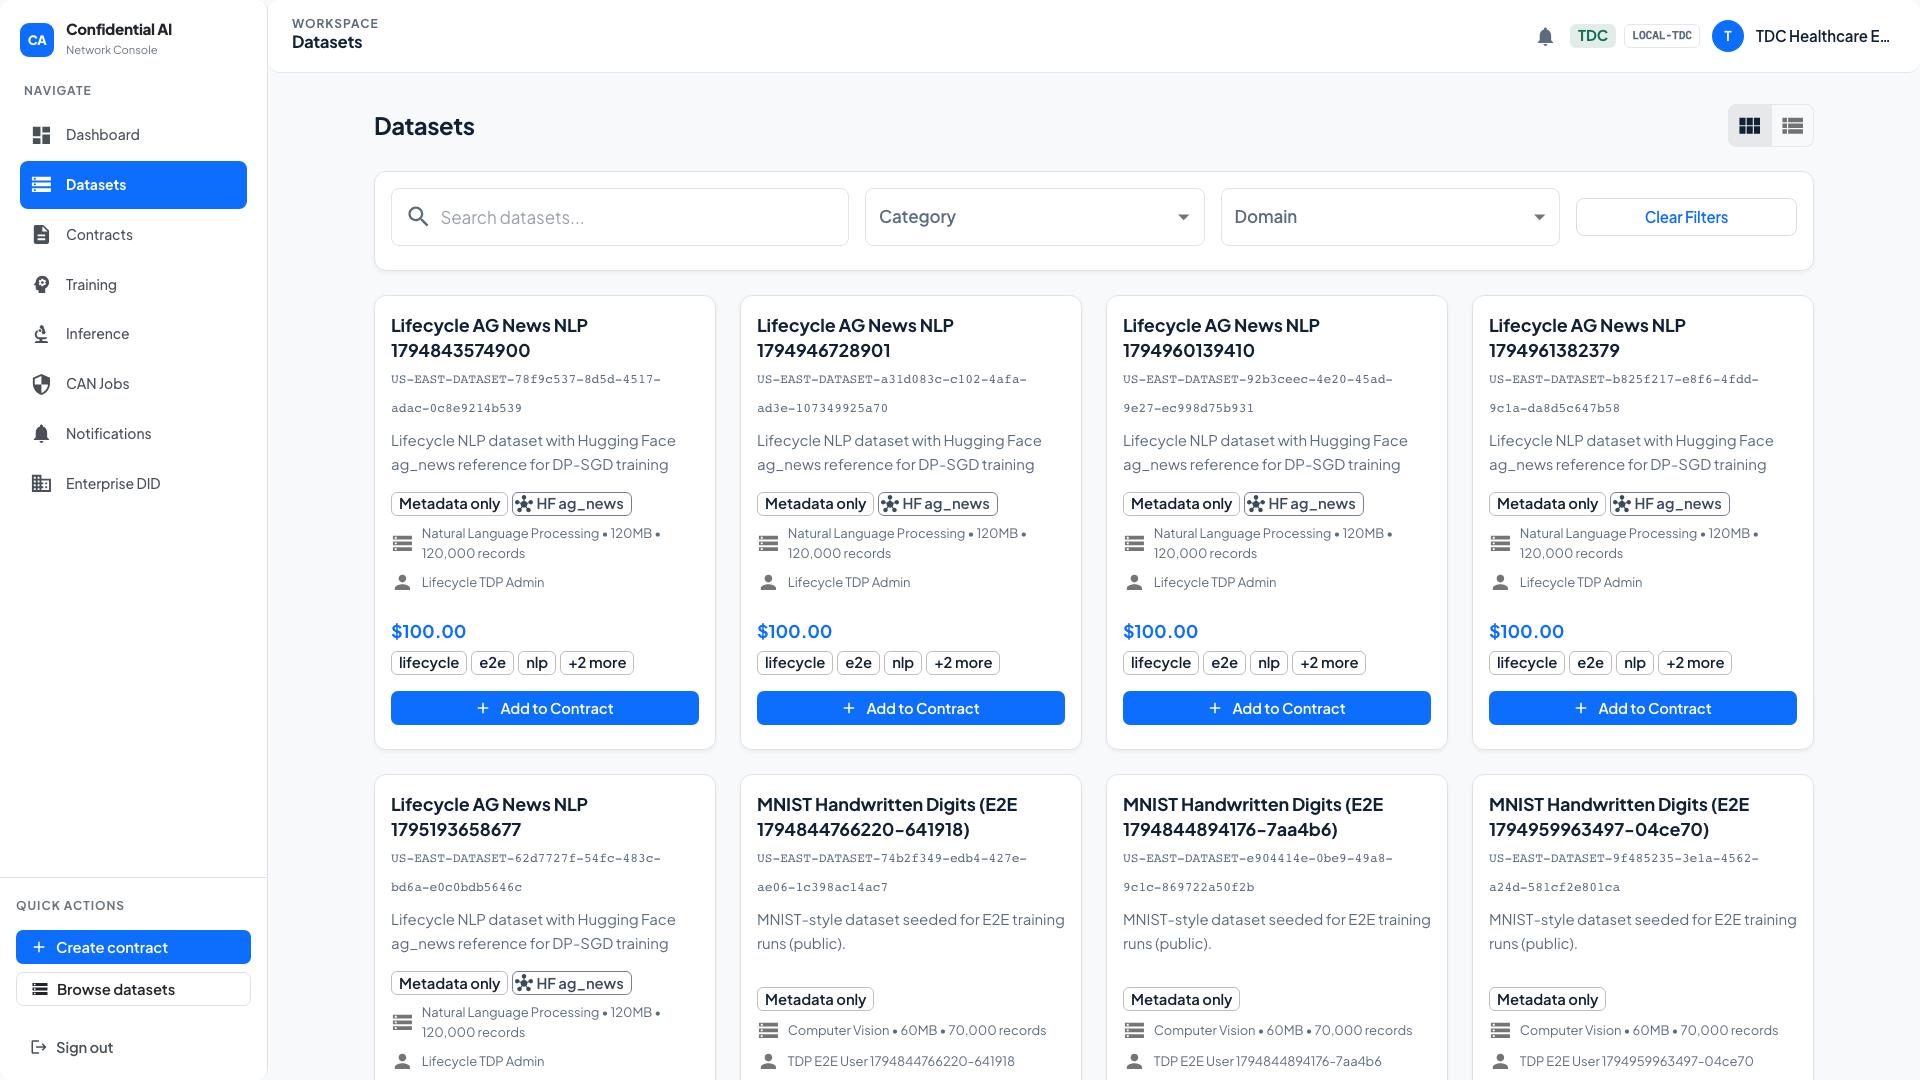 CA
Confidential AI
Network Console
NAVIGATE
Dashboard
Datasets
Contracts
Training
Inference
CAN Jobs
Notifications
Enterprise DID
QUICK ACTIONS
Create contract
Browse datasets
Sign out
WORKSPACE
Datasets
TDC
LOCAL-TDC
T
TDC Healthcare E...
Datasets
Search datasets...
Category
Domain
Clear Filters
Lifecycle AG News NLP
1794843574900
US-EAST-DATASET-78f9c537-8d5d-4517-
adac-0c8e9214b539
Lifecycle NLP dataset with Hugging Face
ag_news reference for DP-SGD training
Metadata only
HF ag_news
Natural Language Processing • 120MB •
120,000 records
Lifecycle TDP Admin
$100.00
lifecycle
e2e
nlp
+2 more
Add to Contract
Lifecycle AG News NLP
1794946728901
US-EAST-DATASET-a31d083c-c102-4afa-
ad3e-107349925a70
Lifecycle NLP dataset with Hugging Face
ag_news reference for DP-SGD training
Metadata only
HF ag_news
Natural Language Processing • 120MB •
120,000 records
Lifecycle TDP Admin
$100.00
lifecycle
e2e
nlp
+2 more
Add to Contract
Lifecycle AG News NLP
1794960139410
US-EAST-DATASET-92b3ceec-4e20-45ad-
9e27-ec998d75b931
Lifecycle NLP dataset with Hugging Face
ag_news reference for DP-SGD training
Metadata only
HF ag_news
Natural Language Processing • 120MB •
120,000 records
Lifecycle TDP Admin
$100.00
lifecycle
e2e
nlp
+2 more
Add to Contract
Lifecycle AG News NLP
1794961382379
US-EAST-DATASET-b825f217-e8f6-4fdd-
9c1a-da8d5c647b58
Lifecycle NLP dataset with Hugging Face
ag_news reference for DP-SGD training
Metadata only
HF ag_news
Natural Language Processing • 120MB •
120,000 records
Lifecycle TDP Admin
$100.00
lifecycle
e2e
nlp
+2 more
Add to Contract
Lifecycle AG News NLP
1795193658677
US-EAST-DATASET-62d7727f-54fc-483c-
bd6a-e0c0bdb5646c
Lifecycle NLP dataset with Hugging Face
ag_news reference for DP-SGD training
Metadata only
HF ag_news
Natural Language Processing • 120MB •
120,000 records
Lifecycle TDP Admin
MNIST Handwritten Digits (E2E
1794844766220-641918)
US-EAST-DATASET-74b2f349-edb4-427e-
ae06-1c398ac14ac7
MNIST-style dataset seeded for E2E training
runs (public).
Metadata only
Computer Vision • 60MB • 70,000 records
TDP E2E User 1794844766220-641918
MNIST Handwritten Digits (E2E
1794844894176-7aa4b6)
US-EAST-DATASET-e904414e-0be9-49a8-
9c1c-869722a50f2b
MNIST-style dataset seeded for E2E training
runs (public).
Metadata only
Computer Vision • 60MB • 70,000 records
TDP E2E User 1794844894176-7aa4b6
MNIST Handwritten Digits (E2E
1794959963497-04ce70)
US-EAST-DATASET-9f485235-3e1a-4562-
a24d-581cf2e801ca
MNIST-style dataset seeded for E2E training
runs (public).
Metadata only
Computer Vision • 60MB • 70,000 records
TDP E2E User 1794959963497-04ce70